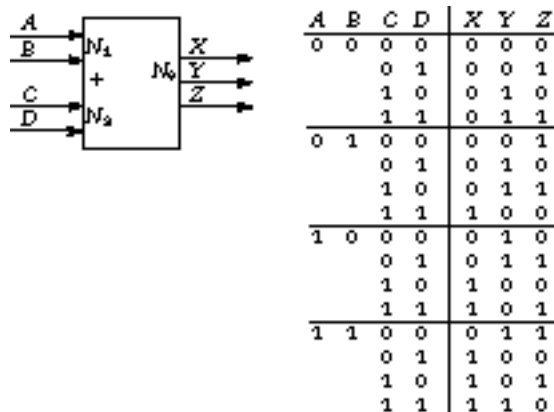 A
B
C
D
N₁
+
N₂
X
Y
Z
A B C D X Y Z
0 0 0 0 0 0 0
0 1 0 0 1
1 0 0 1 0
1 1 0 1 1
0 1 0 0 0 0 1
0 1 0 1 0
1 0 0 1 1
1 1 1 0 0
1 0 0 0 0 1 0
0 1 0 1 1
1 0 1 0 0
1 1 1 0 1
1 1 0 0 0 1 1
0 1 1 0 0
1 0 1 0 1
1 1 1 1 0